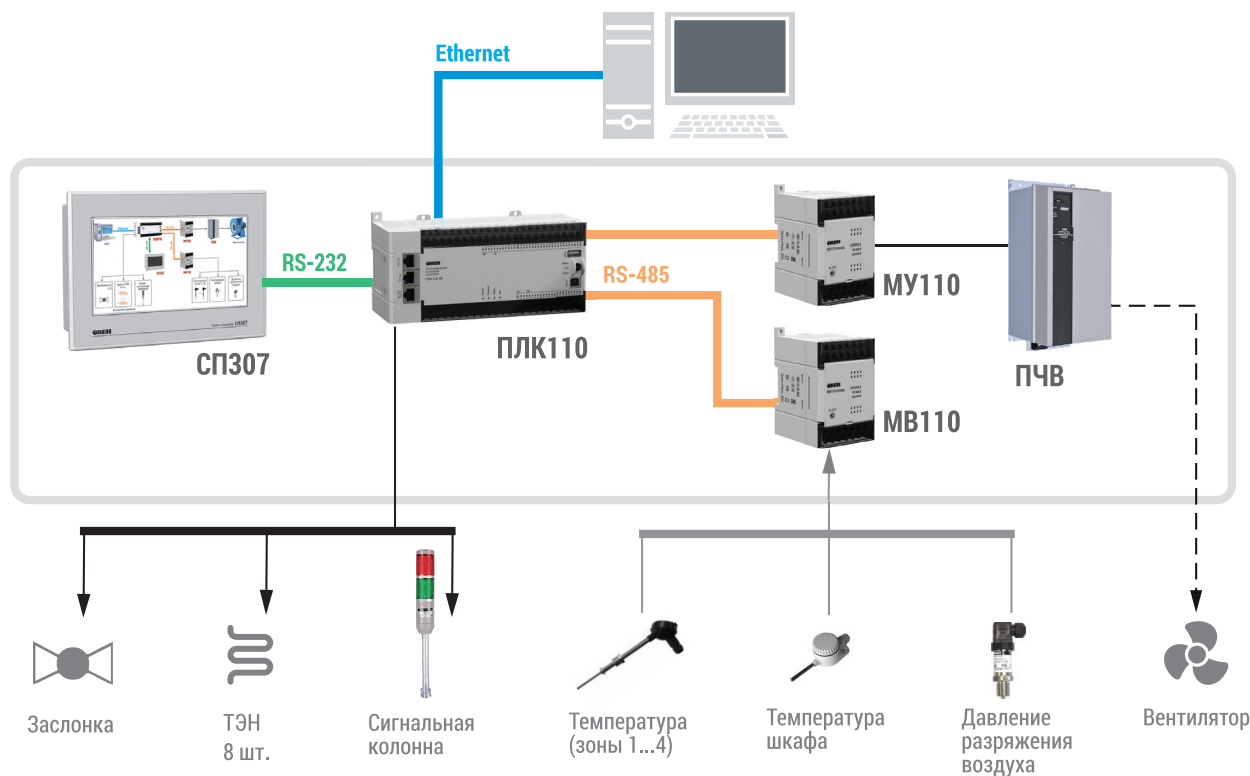 Ethernet
RS-232
RS-485
СП307
ПЛК110
МУ110
МВ110
ПЧВ
Заслонка
ТЭН
8 шт.
Сигнальная
колонна
Температура
(зоны 1...4)
Температура
шкафа
Давление
разряжения
воздуха
Вентилятор